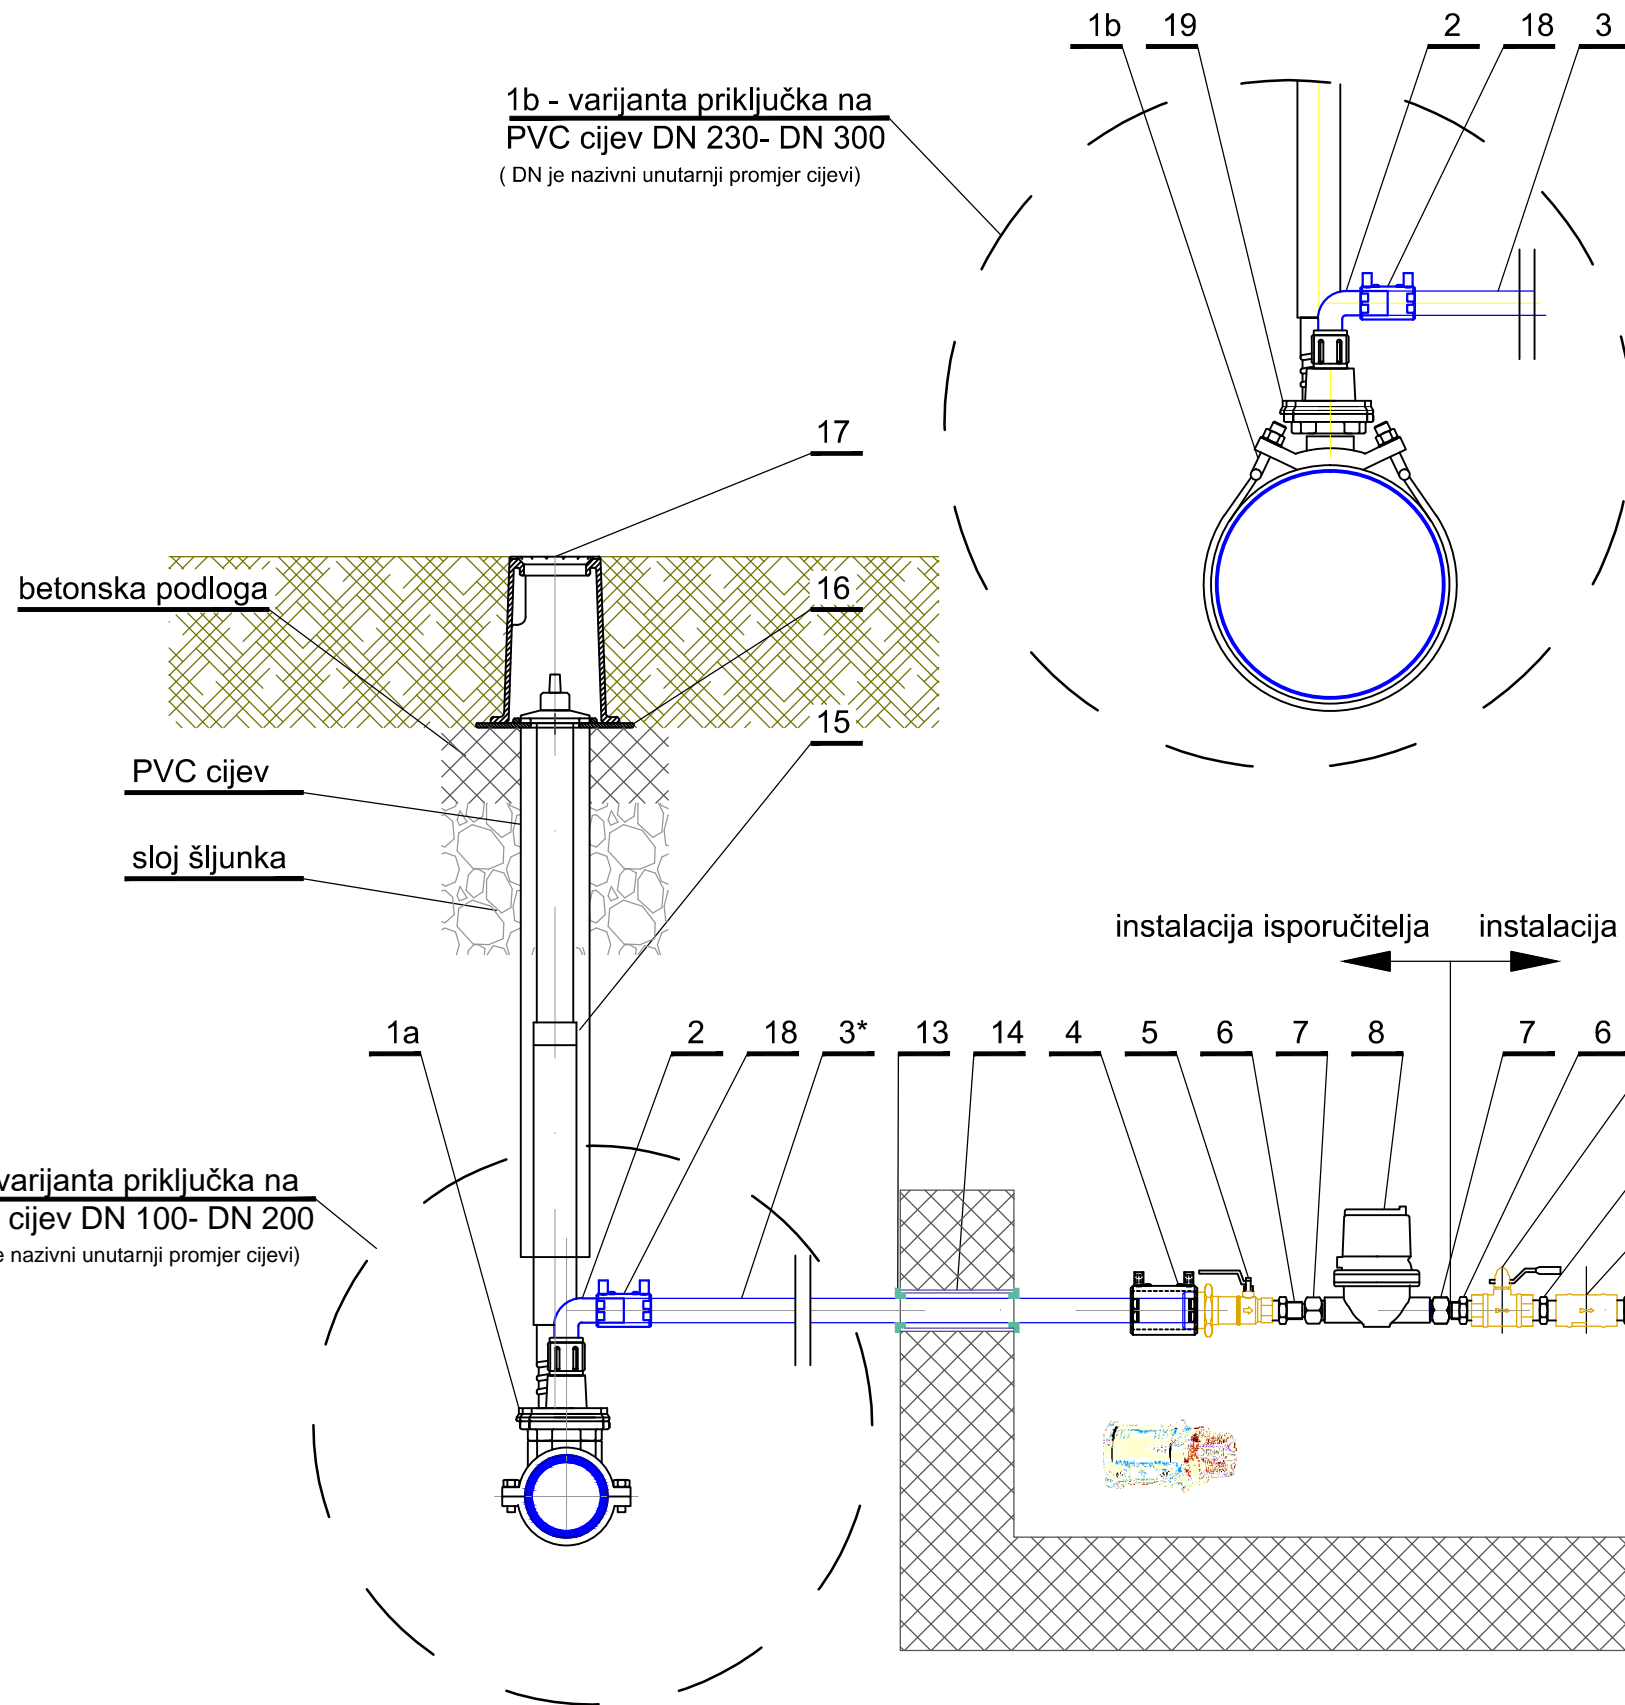 1b 19 2 18 3
1b - varijanta priključka na
PVC cijev DN 230- DN 300
( DN je nazivni unutarnji promjer cijevi)
17
betonska podloga
16
15
PVC cijev
sloj šljunka
instalacija isporučitelja instalacija
1a 2 18 3* 13 14 4 5 6 7 8 7 6
varijanta priključka na
cijev DN 100- DN 200
nazivni unutarnji promjer cijevi)